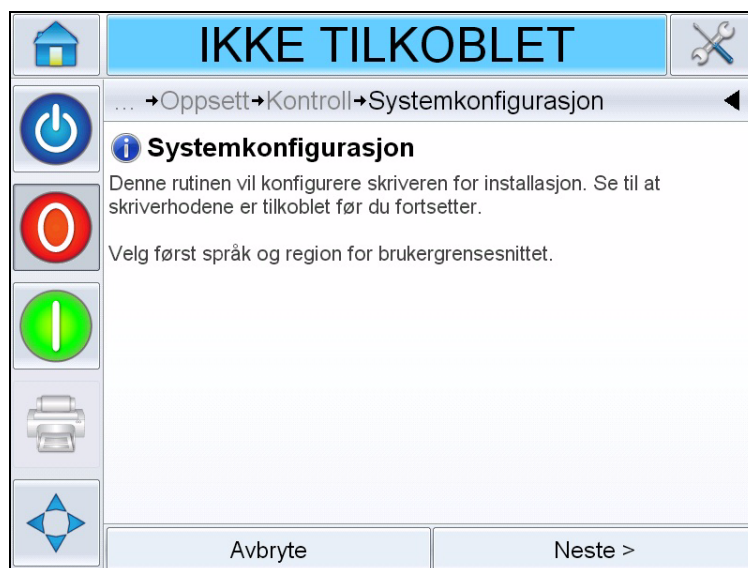 IKKE TILKOBLET
... →Oppsett→Kontroll→Systemkonfigurasjon
Systemkonfigurasjon
Denne rutinen vil konfigurere skriveren for installasjon. Se til at
skriverhodene er tilkoblet før du fortsetter.
Velg først språk og region for brukergrensesnittet.
Avbryte
Neste >